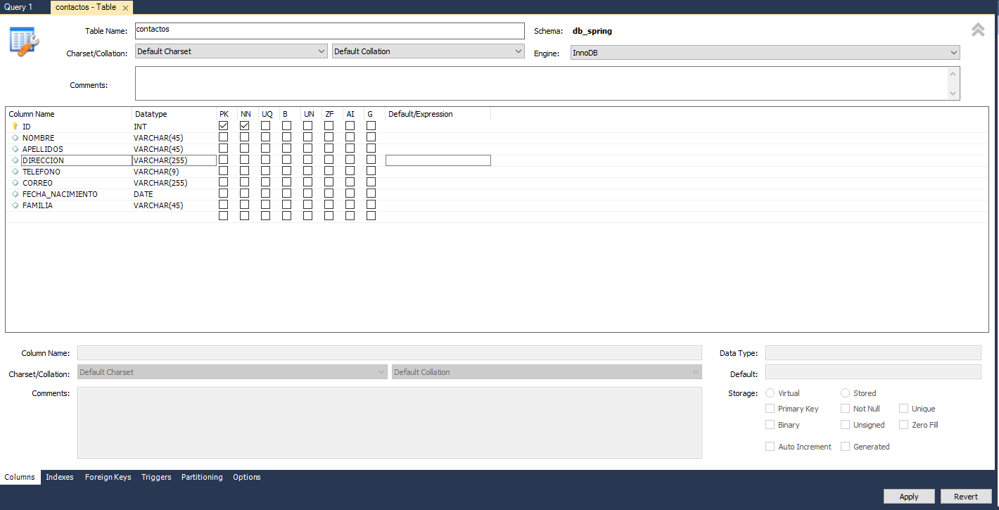 Query 1 contactos - Table
Table Name: contactos Schema: db_spring
Charset/Collation: Default Charset Default Collation Engine: InnoDB
Comments:
Column Name Datatype PK NN UQ B UN ZF AI G Default/Expression
ID INT
NOMBRE VARCHAR(45)
APELLIDOS VARCHAR(45)
DIRECCION VARCHAR(255)
TELEFONO VARCHAR(9)
CORREO VARCHAR(255)
FECHA_NACIMIENTO DATE
FAMILIA VARCHAR(45)
Column Name: Data Type:
Charset/Collation: Default Charset Default Collation Default:
Comments: Storage: Virtual Stored
Primary Key Not Null Unique
Binary Unsigned Zero Fill
Auto Increment Generated
Columns Indexes Foreign Keys Triggers Partitioning Options
Apply Revert